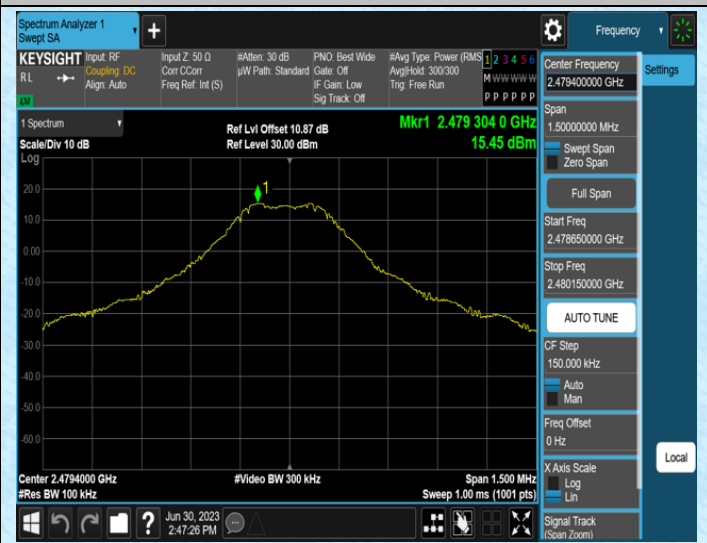 Spectrum Analyzer 1
Swept SA
+
Frequency
KEYSIGHT
RL
LNI
Input: RF
Coupling: DC
Align: Auto
Input Z: 50 Ω
Corr CCorr
Freq Ref: Int (S)
#Atten: 30 dB
µW Path: Standard
PNO: Best Wide
Gate: Off
IF Gain: Low
Sig Track: Off
#Avg Type: Power (RMS
Avg|Hold: 300/300
Trig: Free Run
1 2 3 4 5 6
M W W W W W
P P P P P P
1 Spectrum
Scale/Div 10 dB
Ref Lvl Offset 10.87 dB
Ref Level 30.00 dBm
Mkr1 2.479 304 0 GHz
15.45 dBm
Log
1
20.0
10.0
0.00
-10.0
-20.0
-30.0
-40.0
-50.0
-60.0
Center 2.4794000 GHz
#Res BW 100 kHz
#Video BW 300 kHz
Span 1.500 MHz
Sweep 1.00 ms (1001 pts)
?
Jun 30, 2023
2:47:26 PM
Center Frequency
2.479400000 GHz
Settings
Span
1.50000000 MHz
Swept Span
Zero Span
Full Span
Start Freq
2.478650000 GHz
Stop Freq
2.480150000 GHz
AUTO TUNE
CF Step
150.000 kHz
Auto
Man
Freq Offset
0 Hz
X Axis Scale
Log
Lin
Local
Signal Track
(Span Zoom)